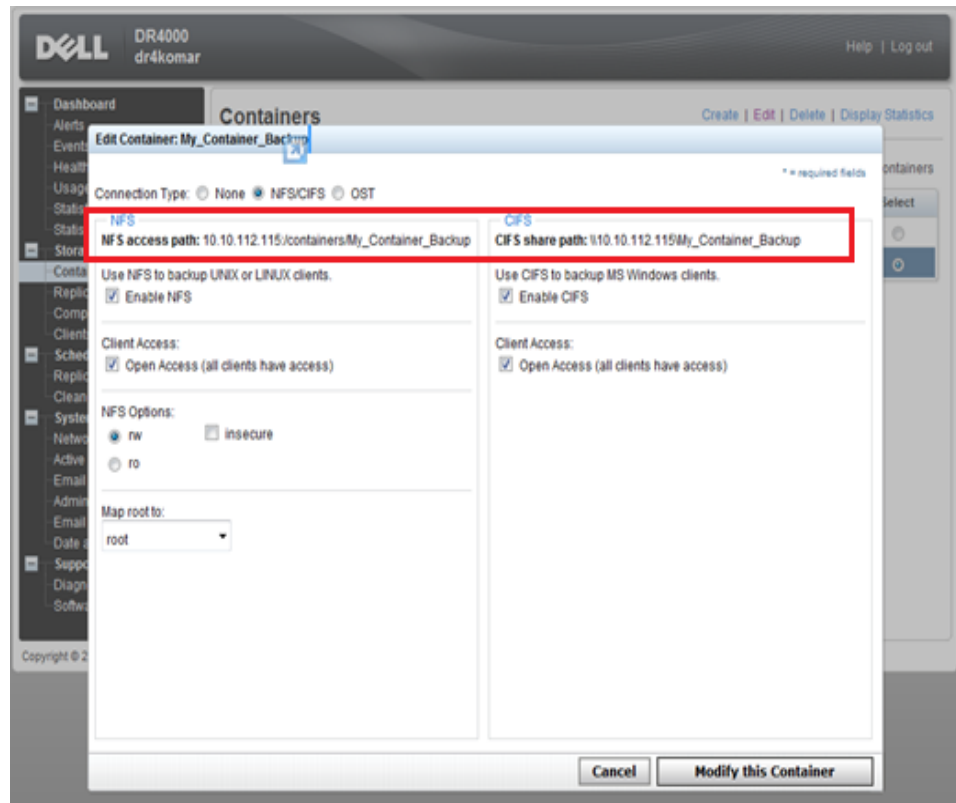 DELL
DR4000
dr4komar
Help | Log out
Dashboard
Alerts
Events
Containers
Create | Edit | Delete | Display Statistics
Edit Container: My_Container_Backup
* = required fields
Connection Type: None NFS/CIFS OST
Select
NFS
NFS access path: 10.10.112.115:/containers/My_Container_Backup
Use NFS to backup UNIX or LINUX clients.
Enable NFS
Client Access:
Open Access (all clients have access)
NFS Options:
rw
insecure
ro
Map root to:
root
CIFS
CIFS share path: \\10.10.112.115\My_Container_Backup
Use CIFS to backup MS Windows clients.
Enable CIFS
Client Access:
Open Access (all clients have access)
Active
Email
Email
Cancel
Modify this Container